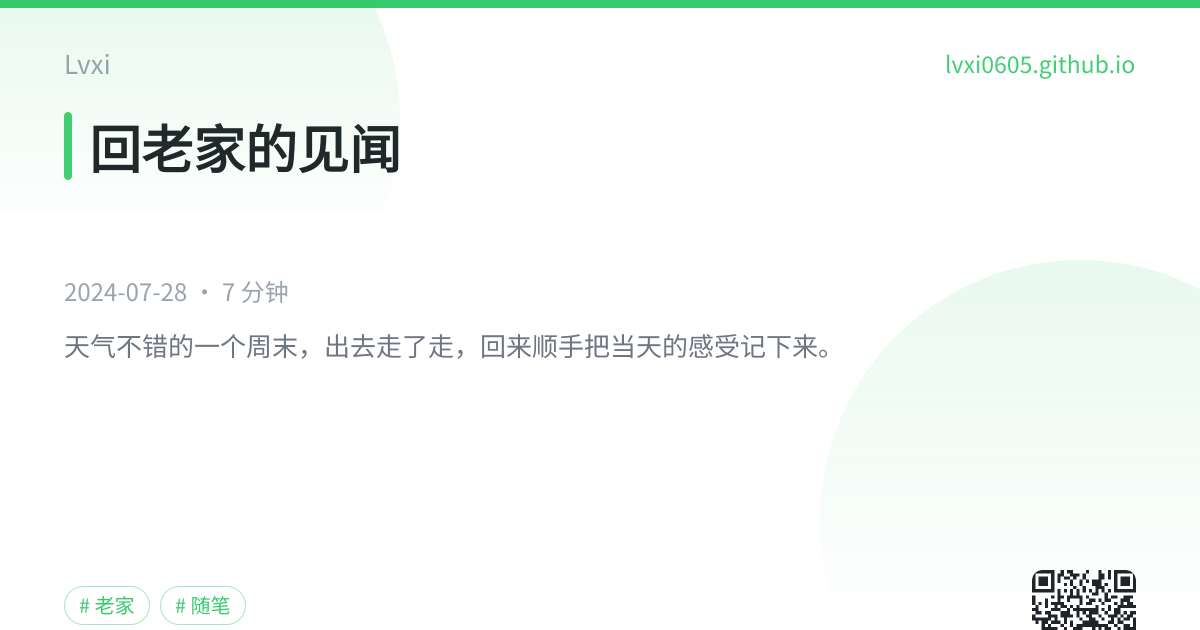 Lvxi
lvxi0605.github.io
回老家的见闻
2024-07-28 · 7 分钟
天气不错的一个周末，出去走了走，回来顺手把当天的感受记下来。
# 老家
# 随笔